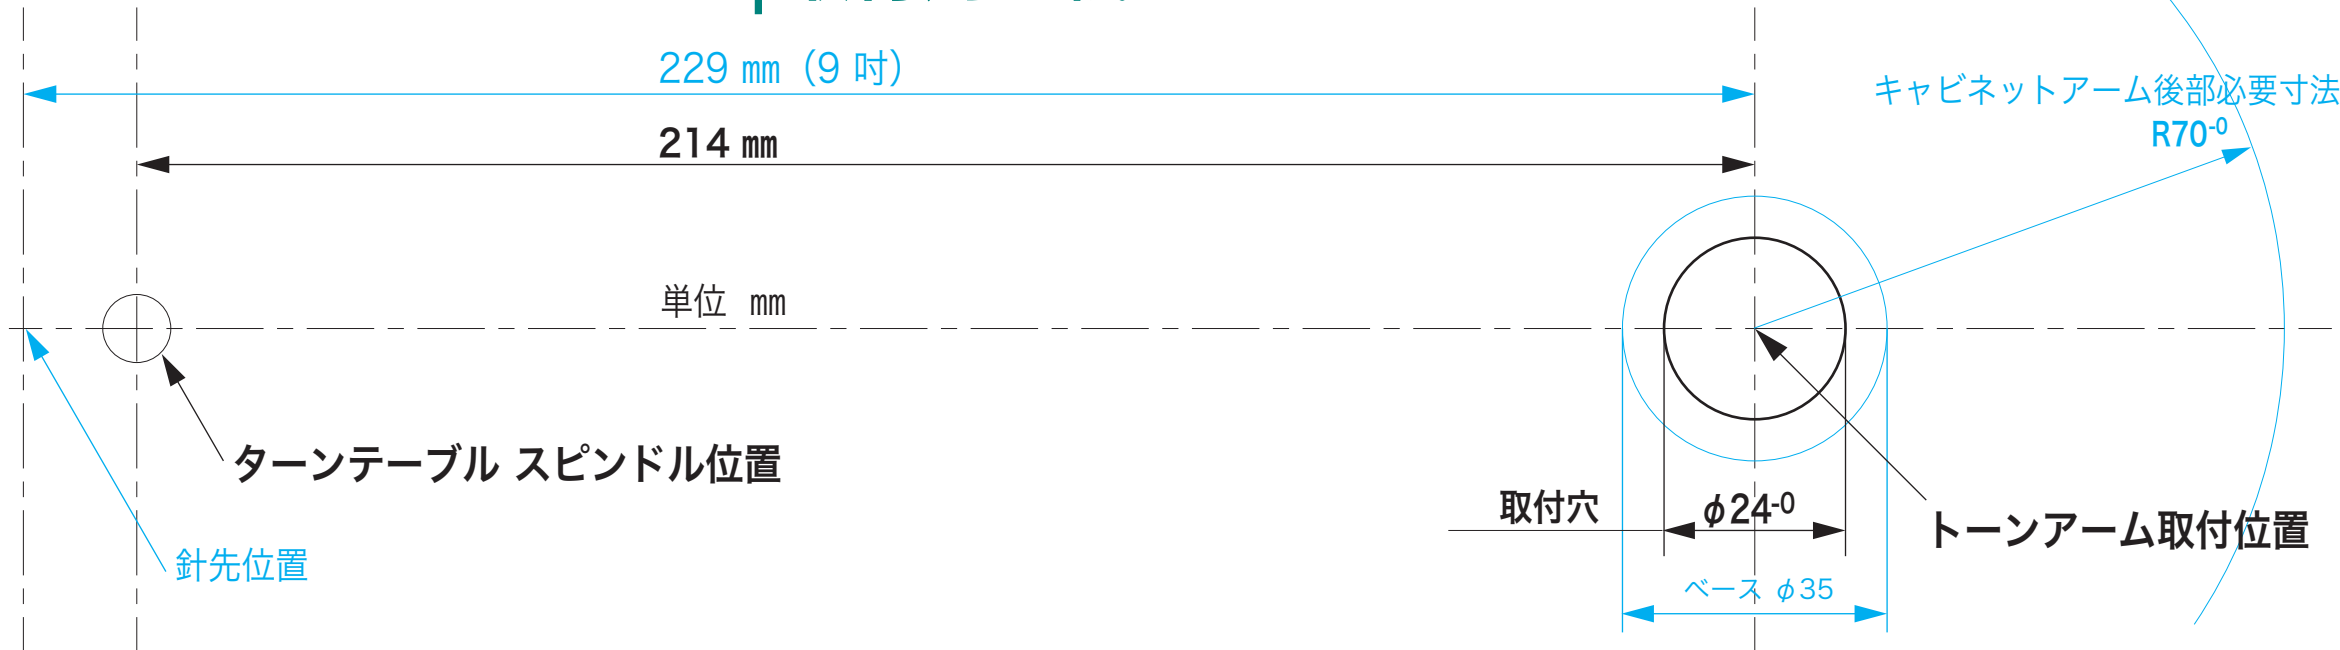 229 mm（9 吋）
キャビネットアーム後部必要寸法
R70-0
214 mm
単位 mm
ターンテーブル スピンドル位置
取付穴
φ24-0
トーンアーム取付位置
針先位置
ベース φ35